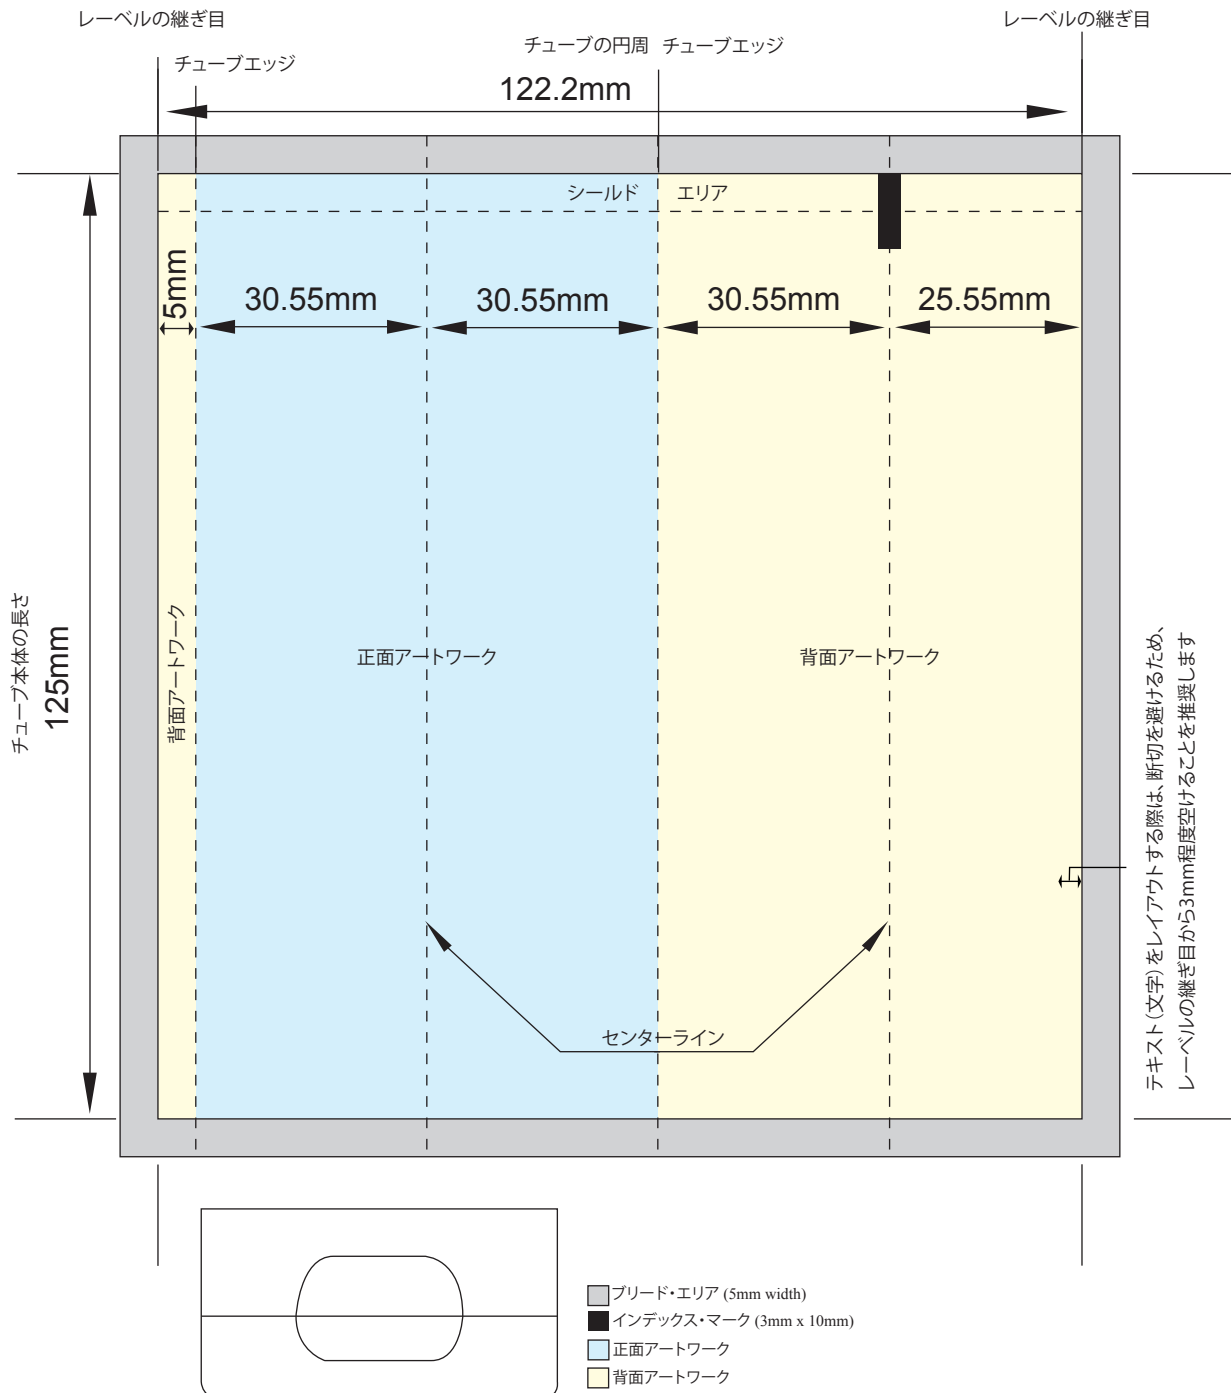 レーベルの継ぎ目
レーベルの継ぎ目
チューブの円周
チューブエッジ
チューブエッジ
122.2mm
シールド
エリア
5mm
30.55mm
30.55mm
30.55mm
25.55mm
チューブ本体の長さ
125mm
背面アートワーク
正面アートワーク
背面アートワーク
テキスト(文字)をレイアウトする際は、断切を避けるため、
レーベルの継ぎ目から3mm程度空けることを推奨します
センターライン
ブリード・エリア (5mm width)
インデックス・マーク (3mm x 10mm)
正面アートワーク
背面アートワーク